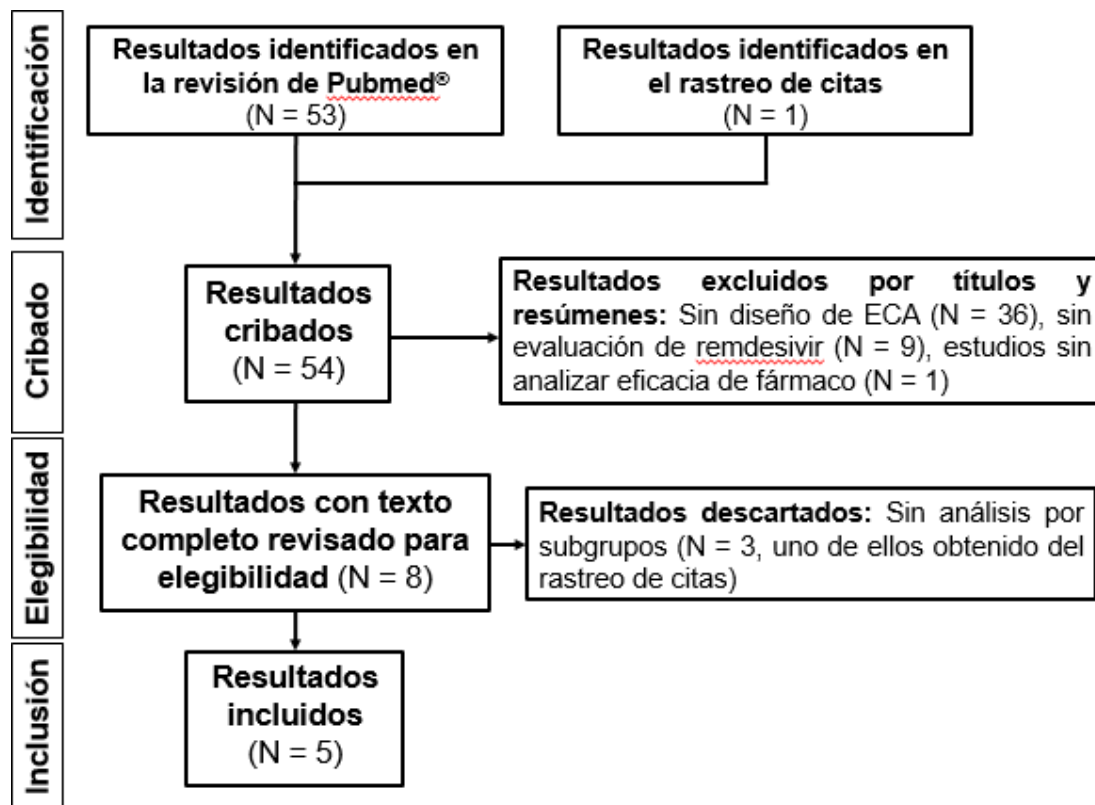 Identificación
Resultados identificados en
la revisión de Pubmed®
(N = 53)
Resultados identificados en
el rastreo de citas
(N = 1)
Cribado
Resultados
cribados
(N = 54)
Resultados excluidos por títulos y
resúmenes: Sin diseño de ECA (N = 36), sin
evaluación de remdesivir (N = 9), estudios sin
analizar eficacia de fármaco (N = 1)
Elegibilidad
Resultados con texto
completo revisado para
elegibilidad (N = 8)
Resultados descartados: Sin análisis por
subgrupos (N = 3, uno de ellos obtenido del
rastreo de citas)
Inclusión
Resultados
incluidos
(N = 5)